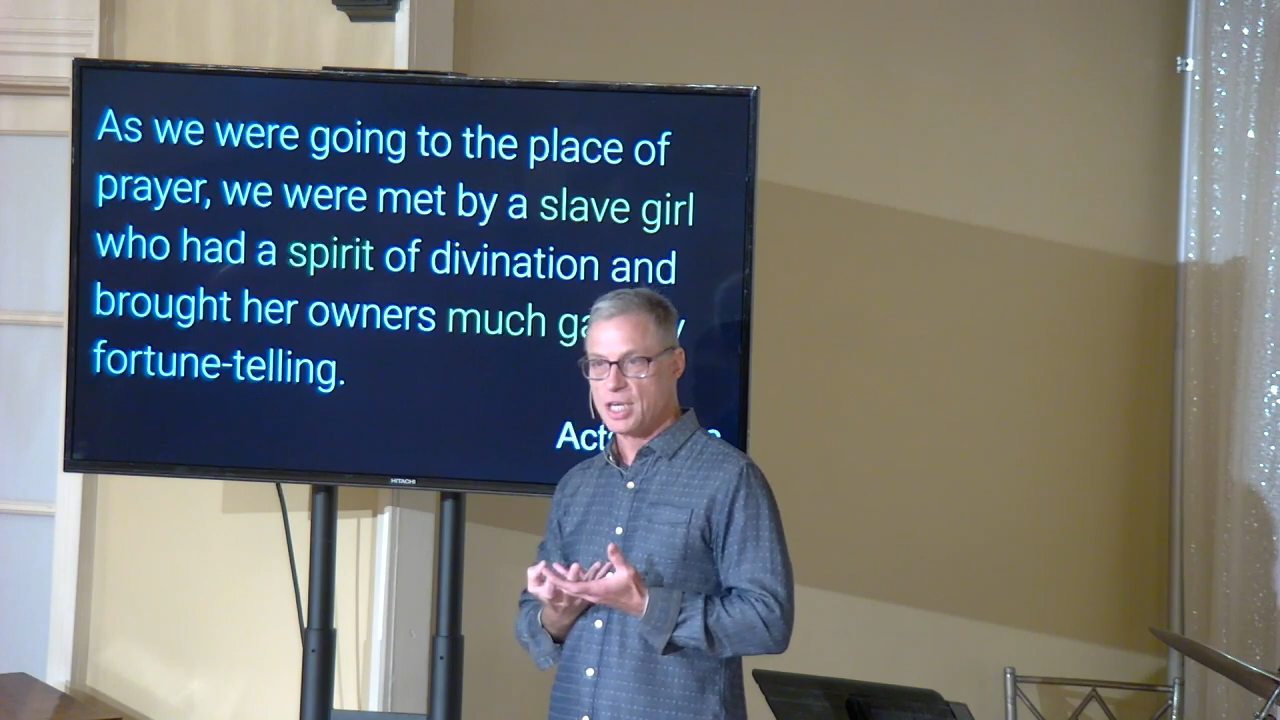 As we were going to the place of
prayer, we were met by a slave girl
who had a spirit of divination and
brought her owners much
fortune-telling.
HITACHI